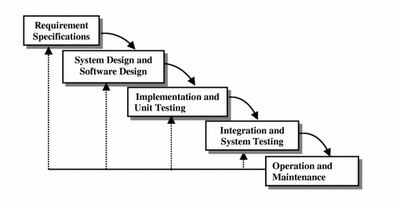 Requirement
Specifications
System Design and
Software Design
Implementation and
Unit Testing
Integration and
System Testing
Operation and
Maintenance